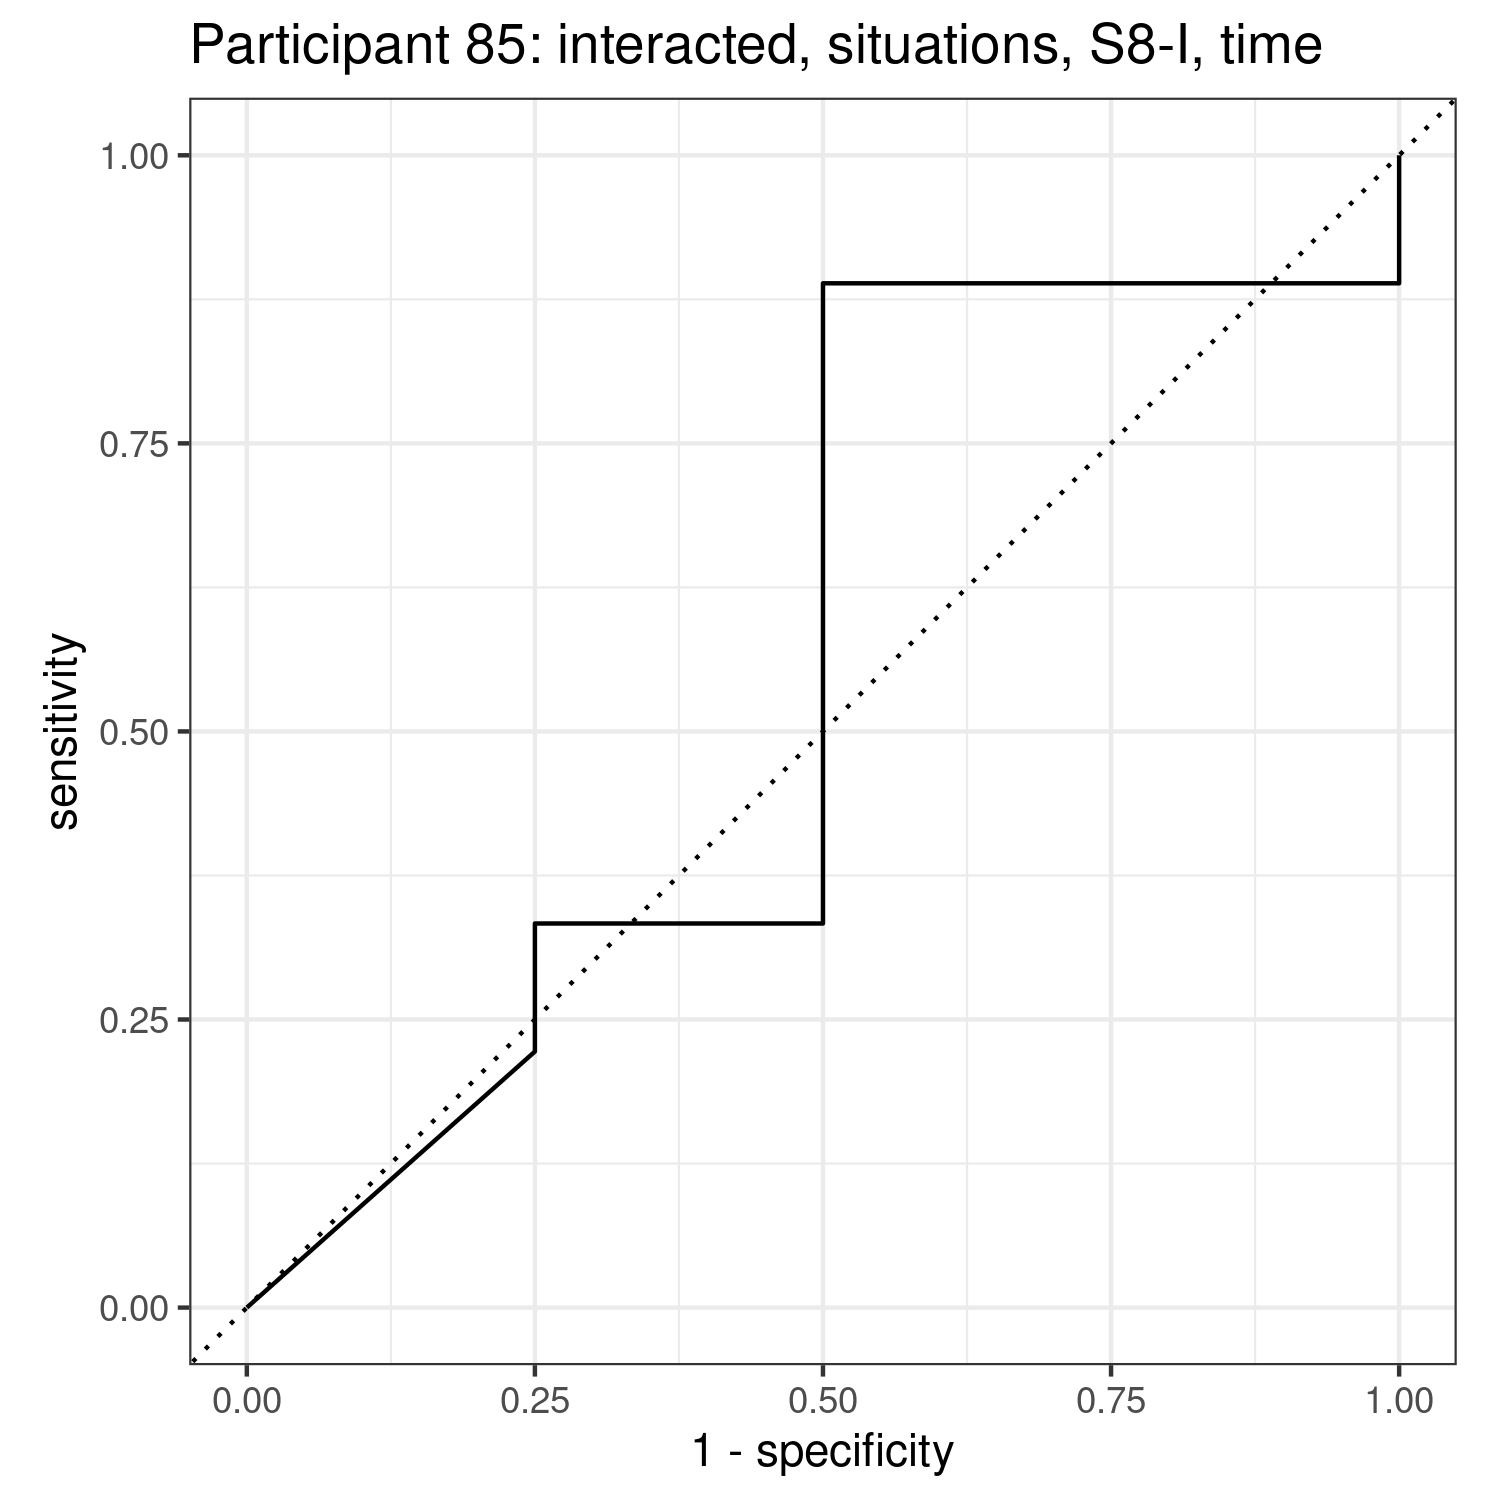 Participant 85: interacted, situations, S8-I, time
1.00
0.75
0.50
0.25
0.00
sensitivity
0.00 0.25 0.50 0.75 1.00
1 - specificity